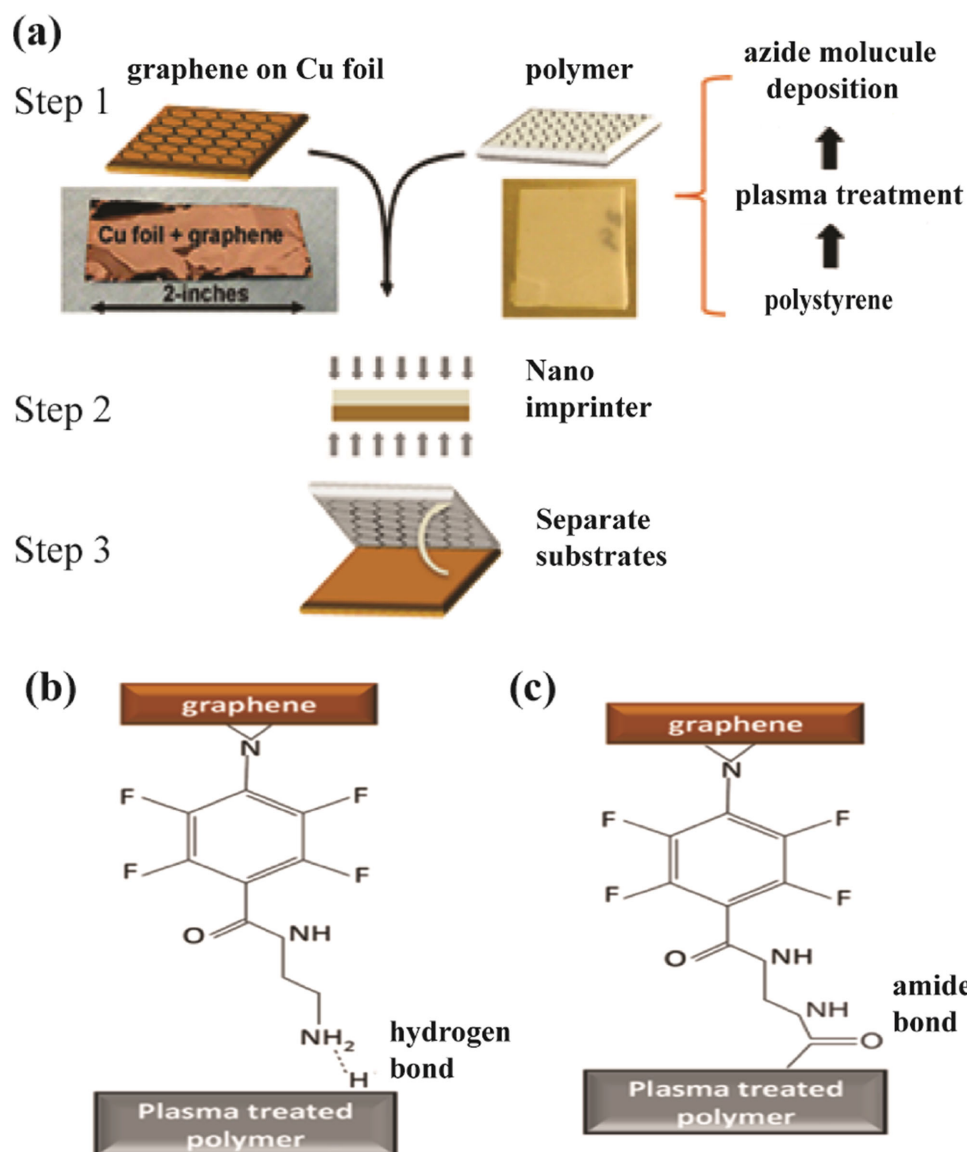 (a)
graphene on Cu foil
polymer
azide molucule
deposition
Step 1
plasma treatment
Cu foil + graphene
2-inches
polystyrene
Step 2
Nano
imprinter
Step 3
Separate
substrates
(b)
graphene
N
F
F
F
F
O
NH
NH2
H
hydrogen
bond
Plasma treated
polymer
(c)
graphene
N
F
F
F
F
O
NH
NH
O
amide
bond
Plasma treated
polymer